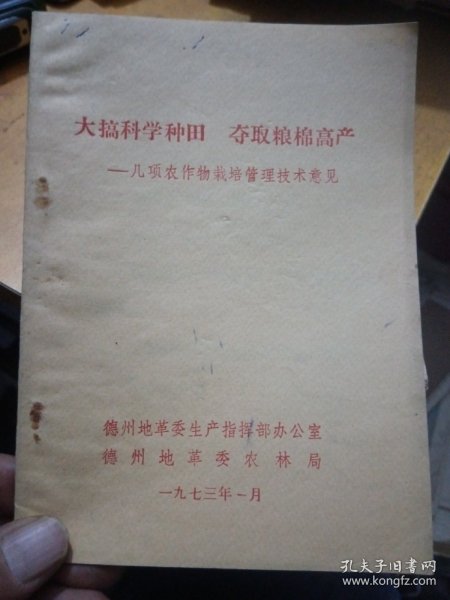 大搞科学种田　夺取粮棉高产
—几项农作物栽培管理技术意见
德州地革委生产指挥部办公室
德州地革委农林局
一九七三年一月
孔夫子旧书网
www.kongfz.com